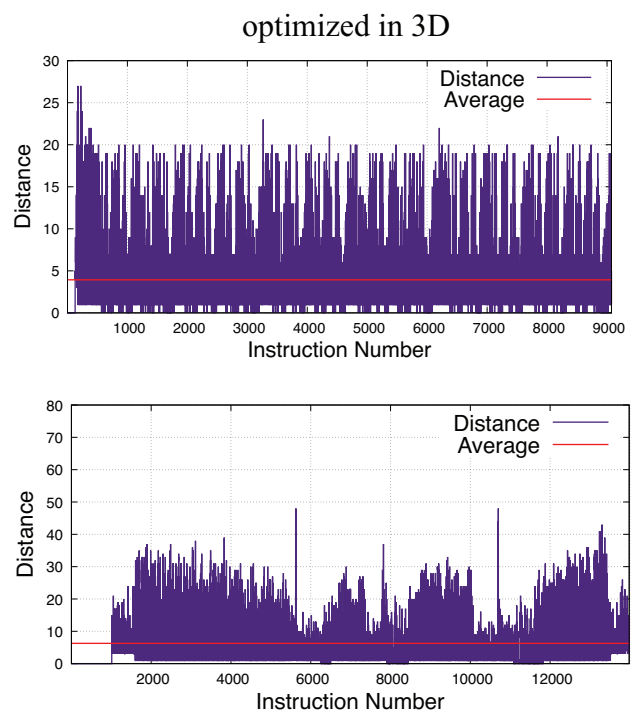 optimized in 3D
30
25
20
15
10
5
0
Distance
Distance
Average
1000 2000 3000 4000 5000 6000 7000 8000 9000
Instruction Number
80
70
60
50
40
30
20
10
0
Distance
Distance
Average
2000 4000 6000 8000 10000 12000
Instruction Number